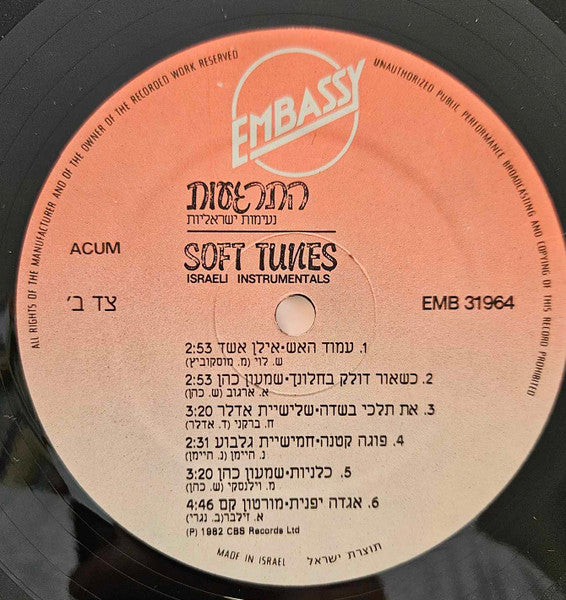 ALL RIGHTS OF THE MANUFACTURER AND OF THE OWNER OF THE RECORDED WORK RESERVED
UNAUTHORIZED PUBLIC PERFORMANCE BROADCASTING AND COPYING OF THIS RECORD PROHIBITED
EMBASSY
התרגעות
נעימות ישראליות
ACUM
SOFT TUNES
ISRAELI INSTRUMENTALS
צד ב'
EMB 31964
1. עמוד האש•אילן אשד 2:53
ש. לוי (מ. מוסקוביץ)
2. כשאור דולק בחלונך•שמעון כהן 2:53
א. ארגוב (ש. כהן)
3. את תלכי בשדה•שלישיית אדלר 3:20
ח. ברקני (ד. אדלר)
4. פוגה קטנה•חמישיית גלבוע 2:31
נ. היימן (נ. היימן)
5. כלניות•שמעון כהן 3:20
מ. וילנסקי (ש. כהן)
6. אגדה יפנית•מורטון קם 4:46
א. זילבר(ב. נגרי)
(P) 1982 CBS Records Ltd
MADE IN ISRAEL תוצרת ישראל